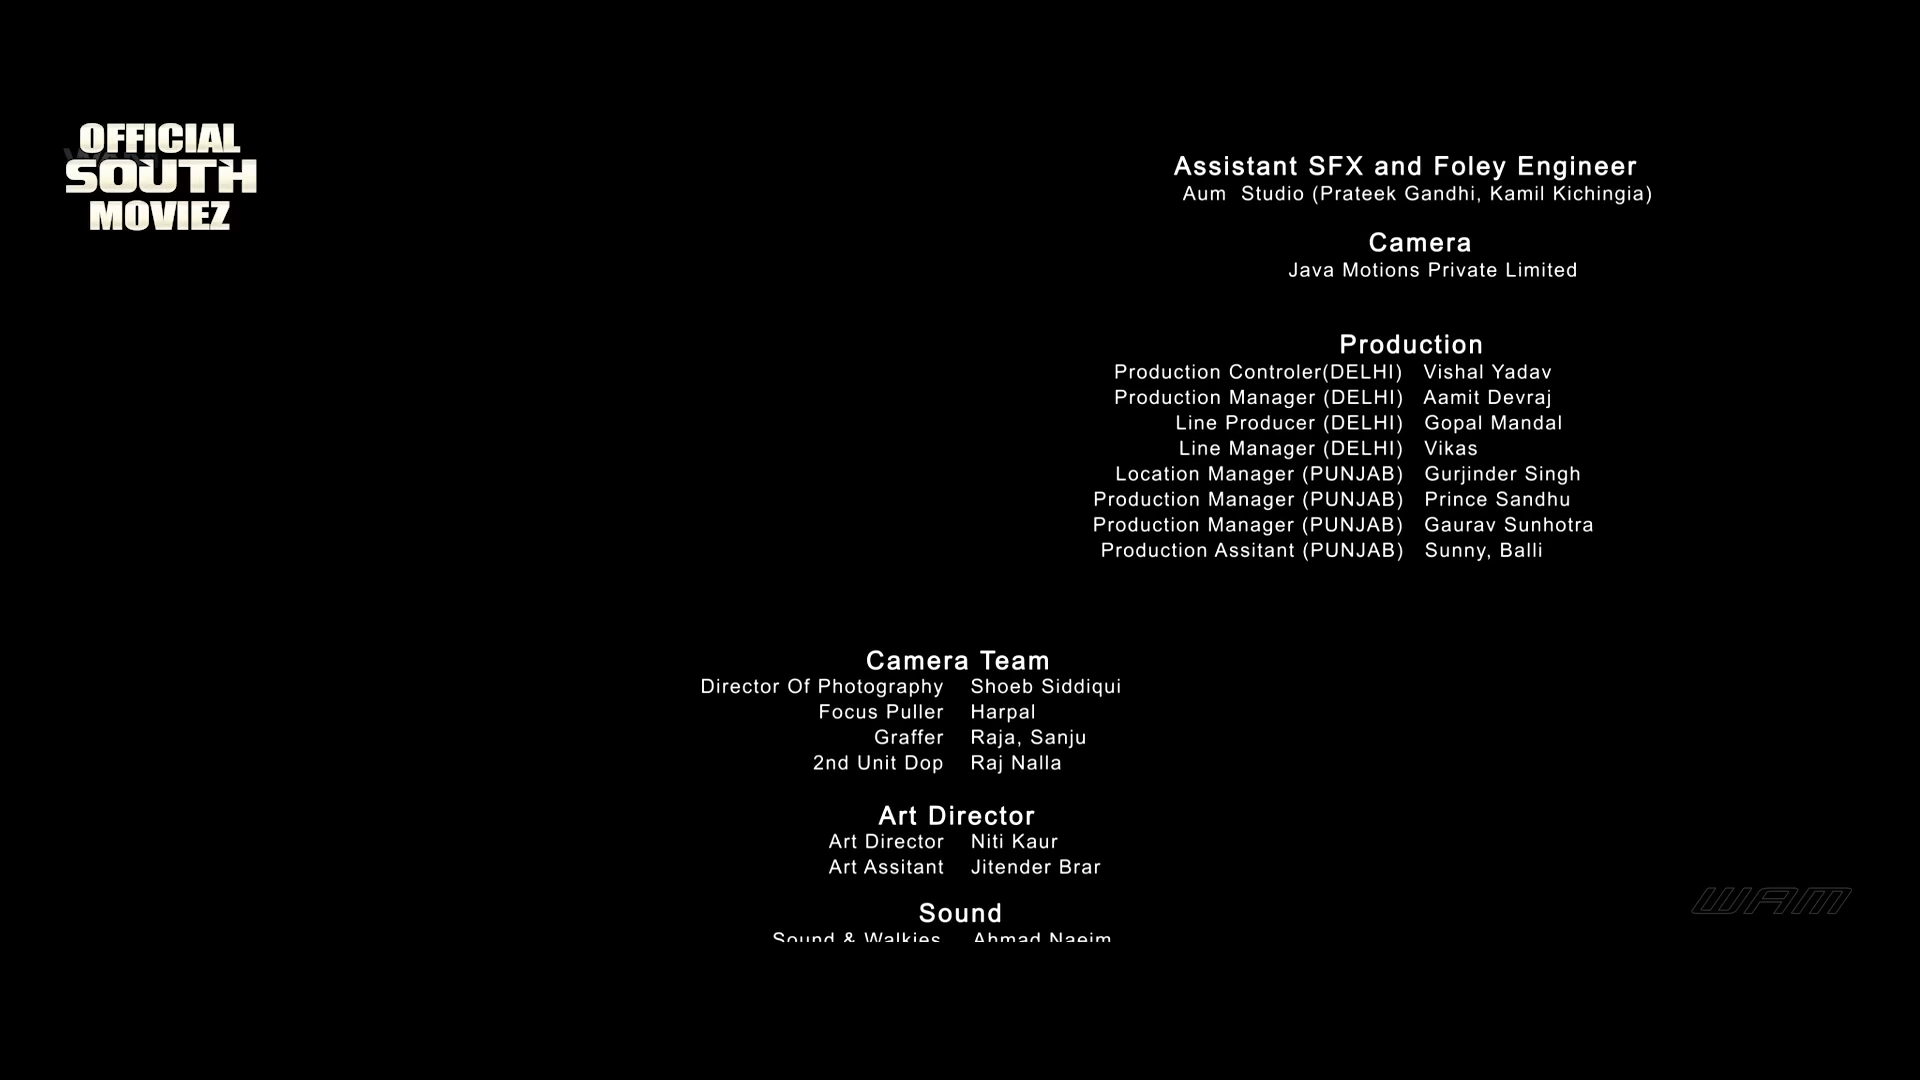 OFFICIAL
SOUTH
MOVIEZ
Assistant SFX and Foley Engineer
Aum Studio (Prateek Gandhi, Kamil Kichingia)
Camera
Java Motions Private Limited
Production
Production Controler(DELHI) Vishal Yadav
Production Manager (DELHI) Aamit Devraj
Line Producer (DELHI) Gopal Mandal
Line Manager (DELHI) Vikas
Location Manager (PUNJAB) Gurjinder Singh
Production Manager (PUNJAB) Prince Sandhu
Production Manager (PUNJAB) Gaurav Sunhotra
Production Assitant (PUNJAB) Sunny, Balli
Camera Team
Director Of Photography Shoeb Siddiqui
Focus Puller Harpal
Graffer Raja, Sanju
2nd Unit Dop Raj Nalla
Art Director
Art Director Niti Kaur
Art Assitant Jitender Brar
WAM
Sound
Sound & Walkies Ahmad Naeim